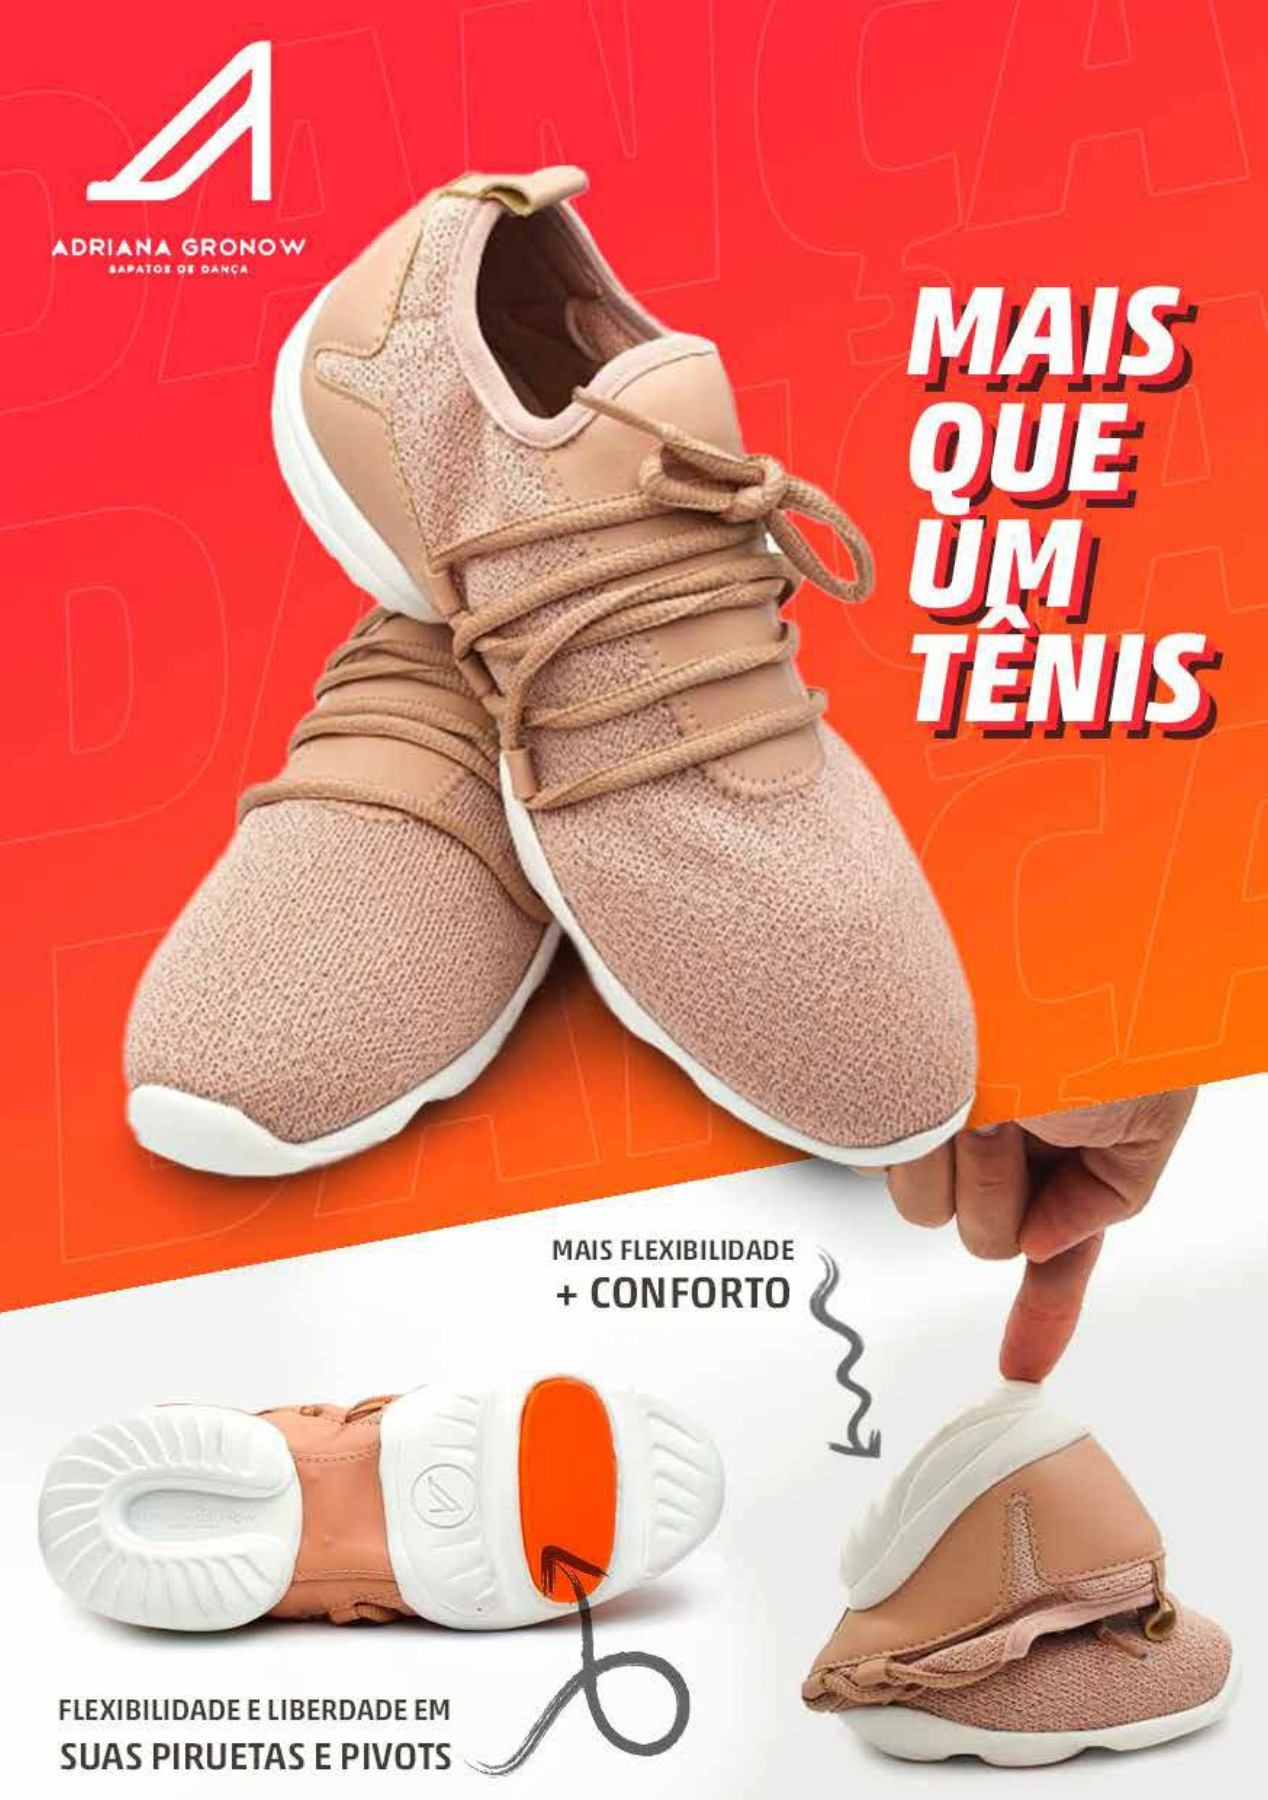 ADRIANA GRONOW
SAPATOS DE DANÇA
MAIS
QUE
UM
TÊNIS
MAIS FLEXIBILIDADE
+ CONFORTO
FLEXIBILIDADE E LIBERDADE EM
SUAS PIRUETAS E PIVOTS